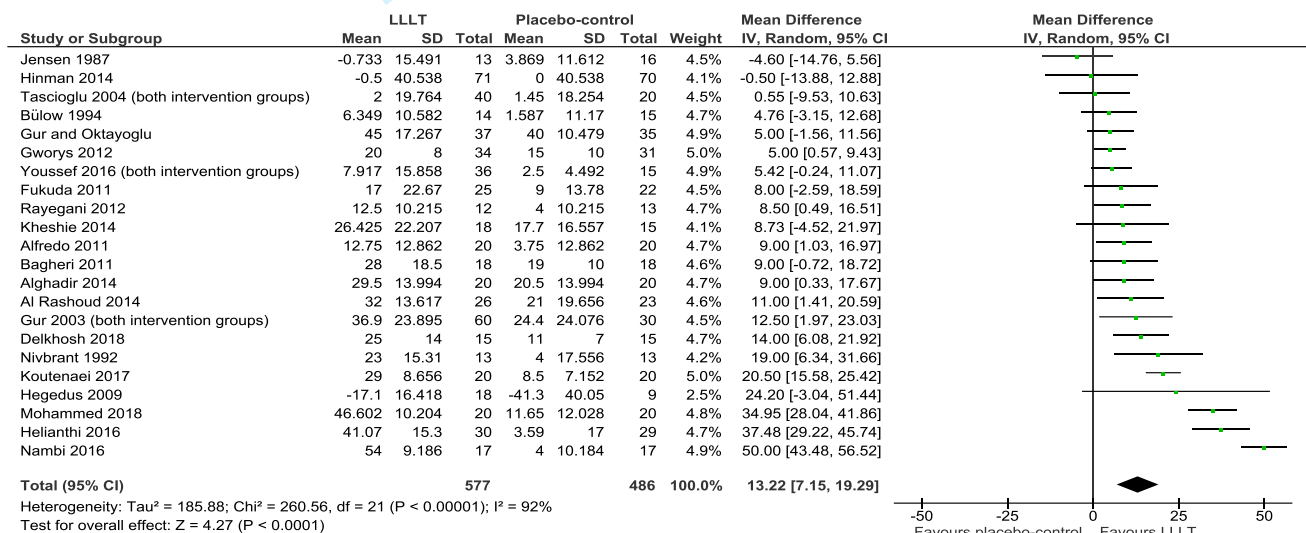 LLLT Placebo-control Mean Difference Mean Difference
Study or Subgroup Mean SD Total Mean SD Total Weight IV, Random, 95% CI IV, Random, 95% CI
Jensen 1987 -0.733 15.491 13 3.869 11.612 16 4.5% -4.60 [-14.76, 5.56]
Hinman 2014 -0.5 40.538 71 0 40.538 70 4.1% -0.50 [-13.88, 12.88]
Tascioglu 2004 (both intervention groups) 2 19.764 40 1.45 18.254 20 4.5% 0.55 [-9.53, 10.63]
Bülow 1994 6.349 10.582 14 1.587 11.17 15 4.7% 4.76 [-3.15, 12.68]
Gur and Oktayoglu 45 17.267 37 40 10.479 35 4.9% 5.00 [-1.56, 11.56]
Gworys 2012 20 8 34 15 10 31 5.0% 5.00 [0.57, 9.43]
Youssef 2016 (both intervention groups) 7.917 15.858 36 2.5 4.492 15 4.9% 5.42 [-0.24, 11.07]
Fukuda 2011 17 22.67 25 9 13.78 22 4.5% 8.00 [-2.59, 18.59]
Rayegani 2012 12.5 10.215 12 4 10.215 13 4.7% 8.50 [0.49, 16.51]
Kheshie 2014 26.425 22.207 18 17.7 16.557 15 4.1% 8.73 [-4.52, 21.97]
Alfredo 2011 12.75 12.862 20 3.75 12.862 20 4.7% 9.00 [1.03, 16.97]
Bagheri 2011 28 18.5 18 19 10 18 4.6% 9.00 [-0.72, 18.72]
Alghadir 2014 29.5 13.994 20 20.5 13.994 20 4.7% 9.00 [0.33, 17.67]
Al Rashoud 2014 32 13.617 26 21 19.656 23 4.6% 11.00 [1.41, 20.59]
Gur 2003 (both intervention groups) 36.9 23.895 60 24.4 24.076 30 4.5% 12.50 [1.97, 23.03]
Delkhosh 2018 25 14 15 11 7 15 4.7% 14.00 [6.08, 21.92]
Nivbrant 1992 23 15.31 13 4 17.556 13 4.2% 19.00 [6.34, 31.66]
Koutenaei 2017 29 8.656 20 8.5 7.152 20 5.0% 20.50 [15.58, 25.42]
Hegedus 2009 -17.1 16.418 18 -41.3 40.05 9 2.5% 24.20 [-3.04, 51.44]
Mohammed 2018 46.602 10.204 20 11.65 12.028 20 4.8% 34.95 [28.04, 41.86]
Helianthi 2016 41.07 15.3 30 3.59 17 29 4.7% 37.48 [29.22, 45.74]
Nambi 2016 54 9.186 17 4 10.184 17 4.9% 50.00 [43.48, 56.52]
Total (95% CI) 577 486 100.0% 13.22 [7.15, 19.29]
Heterogeneity: Tau² = 185.88; Chi² = 260.56, df = 21 (P < 0.00001); I² = 92%
Test for overall effect: Z = 4.27 (P < 0.0001)
-50 -25 0 25 50
Favours placebo-control Favours LLLT